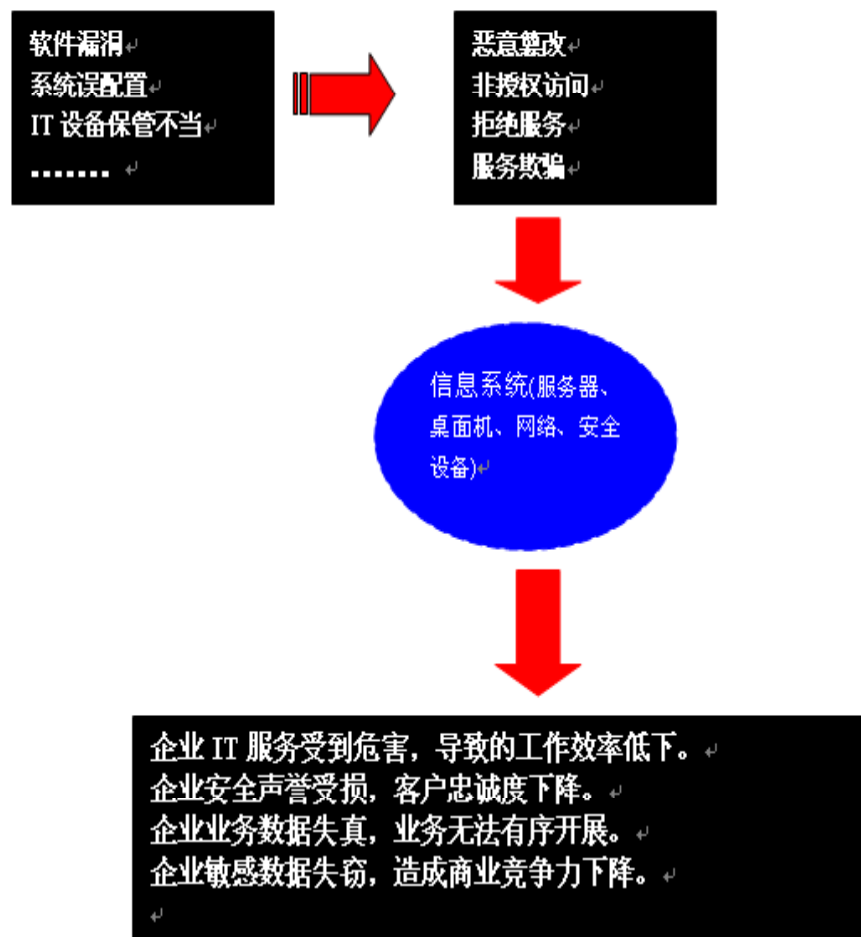 软件漏洞
系统误配置
IT 设备保管不当
.......
恶意篡改
非授权访问
拒绝服务
服务欺骗
信息系统(服务器、
桌面机、网络、安全
设备)
企业 IT 服务受到危害，导致的工作效率低下。
企业安全声誉受损，客户忠诚度下降。
企业业务数据失真，业务无法有序开展。
企业敏感数据失窃，造成商业竞争力下降。